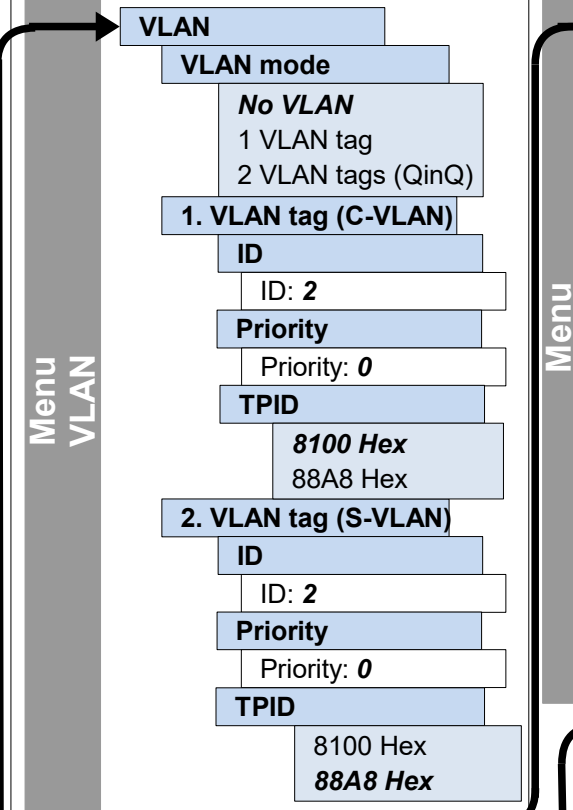 VLAN
VLAN mode
No VLAN
1 VLAN tag
2 VLAN tags (QinQ)
1. VLAN tag (C-VLAN)
ID
ID: 2
Priority
Priority: 0
TPID
8100 Hex
88A8 Hex
2. VLAN tag (S-VLAN)
ID
ID: 2
Priority
Priority: 0
TPID
8100 Hex
88A8 Hex
Menu
VLAN
Menu